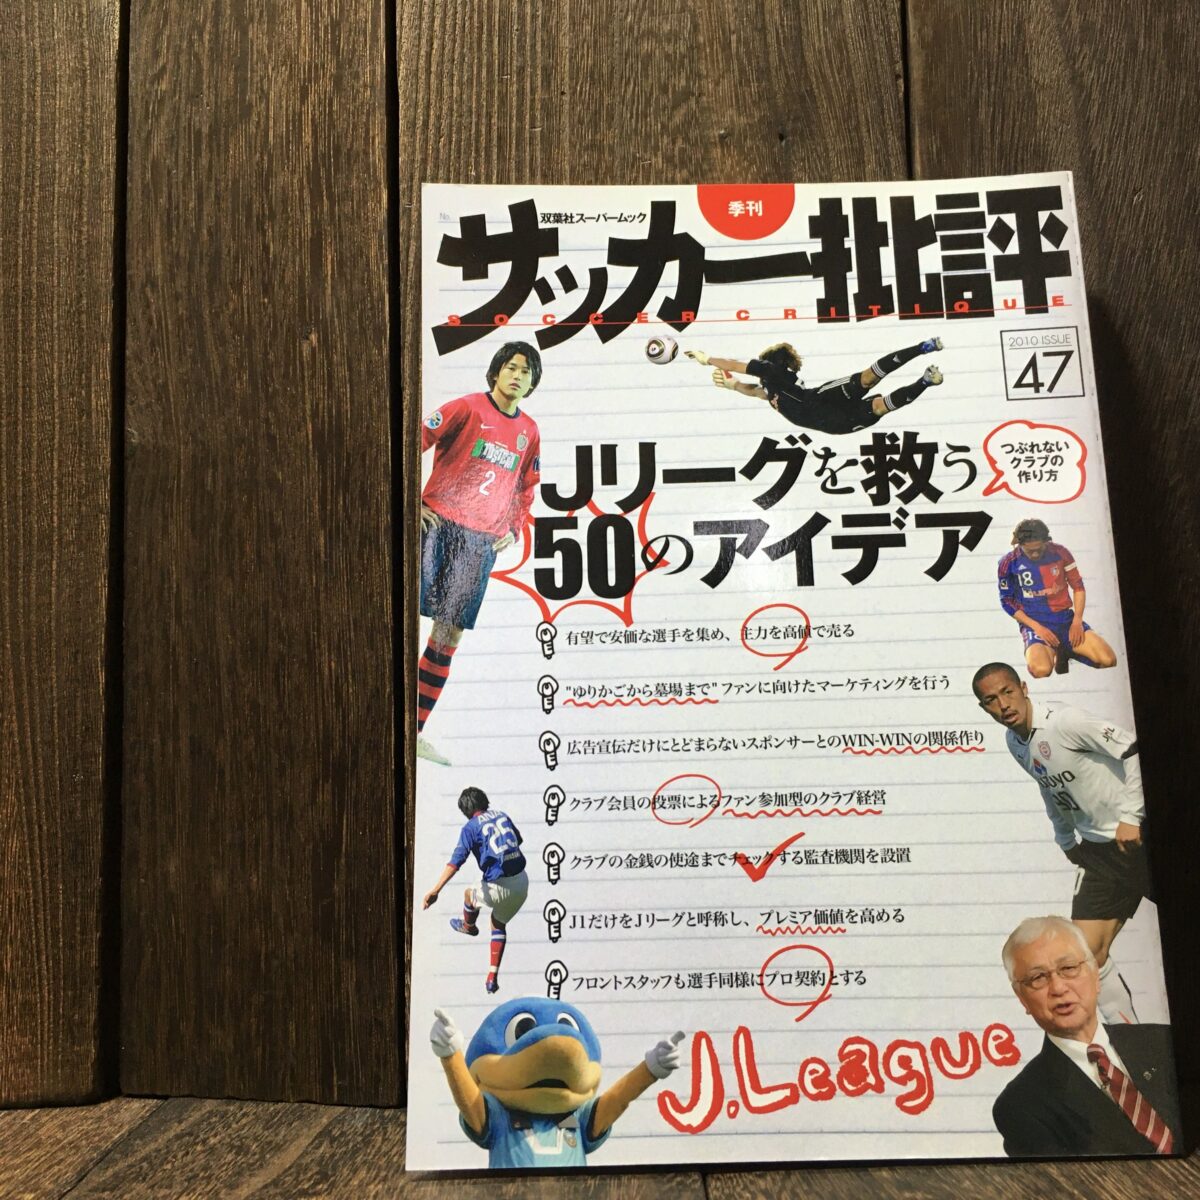 No.
双葉社スーパームック
季刊
サッカー批評
SOCCER CRITIQUE
2010 ISSUE
47
Jリーグを救う
50のアイデア
つぶれない
クラブの
作り方
有望で安価な選手を集め、主力を高値で売る
"ゆりかごから墓場まで"ファンに向けたマーケティングを行う
広告宣伝だけにとどまらないスポンサーとのWIN-WINの関係作り
クラブ会員の投票によるファン参加型のクラブ経営
クラブの金銭の使途までチェックする監査機関を設置
J1だけをJリーグと呼称し、プレミア価値を高める
フロントスタッフも選手同様にプロ契約とする
J.League
2
18
18
25